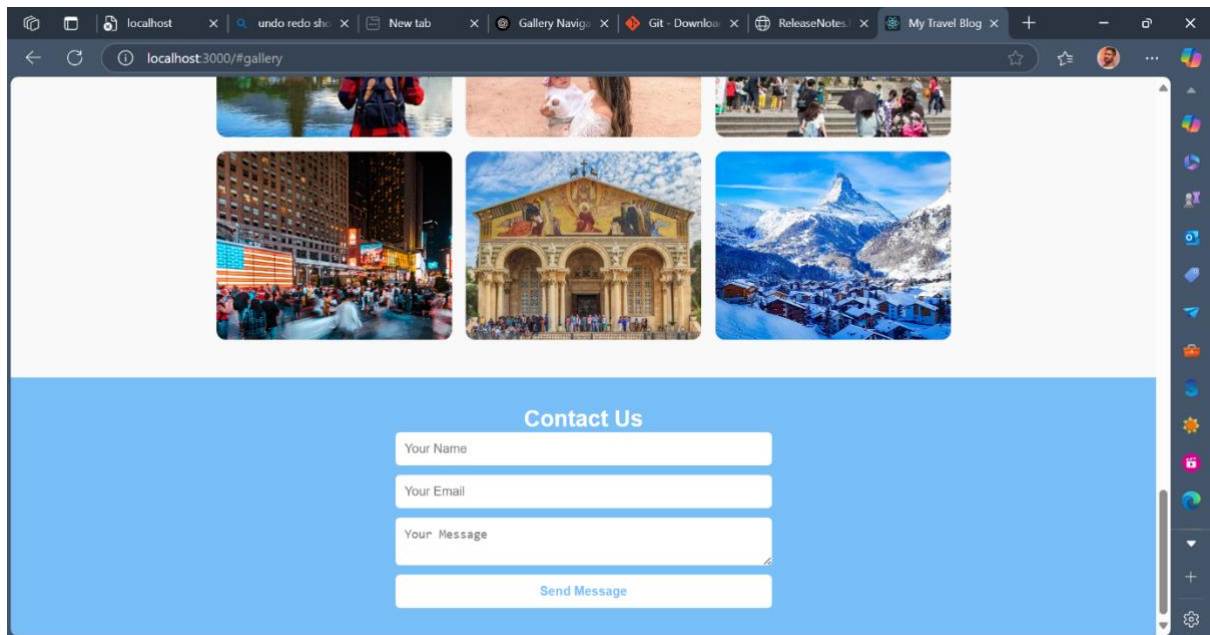 localhost
undo redo sho
New tab
Gallery Naviga
Git - Downloa
ReleaseNotes.
My Travel Blog
localhost:3000/#gallery
Contact Us
Your Name
Your Email
Your Message
Send Message